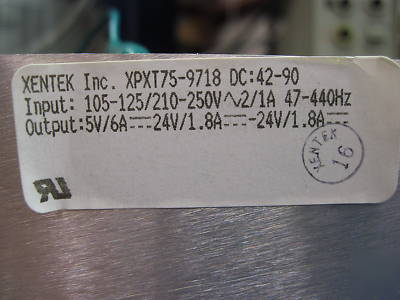 XENTEK Inc. XPXT75-9718 DC:42-90
Input: 105-125/210-250V∿2/1A 47-440Hz
Output:5V/6A⎓-24V/1.8A⎓-24V/1.8A⎓
XENTEK
16